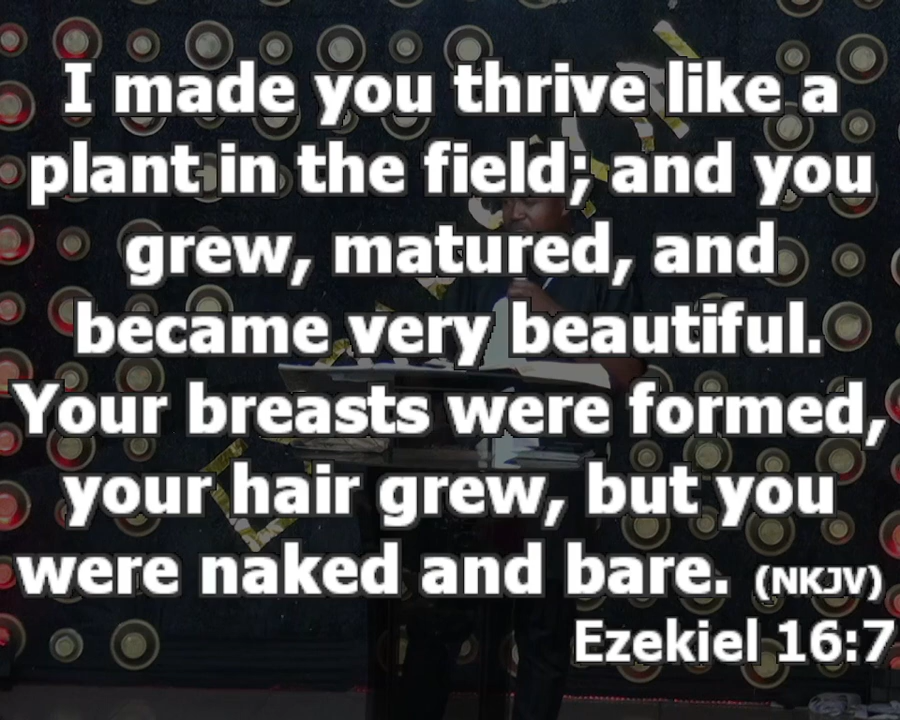 I made you thrive like a
plant in the field; and you
grew, matured, and
became very beautiful.
Your breasts were formed,
your hair grew, but you
were naked and bare. (NKJV)
Ezekiel 16:7